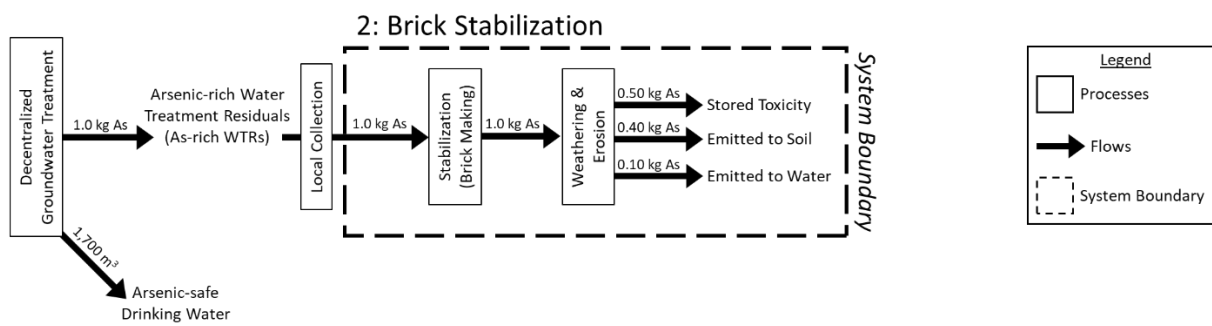 2: Brick Stabilization
Decentralized
Groundwater Treatment
1.0 kg As
Arsenic-rich Water
Treatment Residuals
(As-rich WTRs)
1,700 m³
Arsenic-safe
Drinking Water
Local Collection
1.0 kg As
Stabilization
(Brick Making)
1.0 kg As
Weathering &
Erosion
0.50 kg As
Stored Toxicity
0.40 kg As
Emitted to Soil
0.10 kg As
Emitted to Water
System Boundary
Legend
Processes
Flows
System Boundary